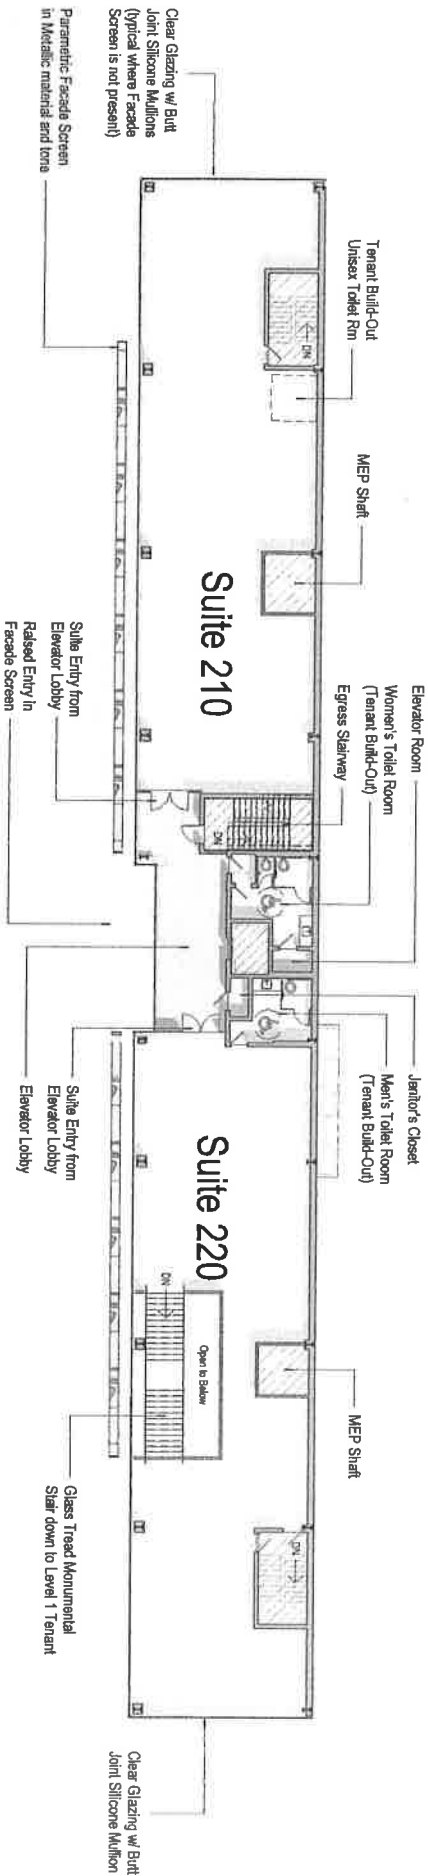 Clear Glazing w/ Butt
Joint Silicone Mullions
(typical where Facade
Screen is not present)
Parametric Facade Screen
in Metallic material and tone
Tenant Build-Out
Unisex Toilet Rm
DN
MEP Shaft
Suite 210
Elevator Room
Women's Toilet Room
(Tenant Build-Out)
Egress Stairway
DN
Suite Entry from
Elevator Lobby
Raised Entry in
Facade Screen
Janitor's Closet
Men's Toilet Room
(Tenant Build-Out)
Suite Entry from
Elevator Lobby
Elevator Lobby
Suite 220
DN
Open to Below
MEP Shaft
DN
Glass Tread Monumental
Stair down to Level 1 Tenant
Clear Glazing w/ Butt
Joint Silicone Mullion